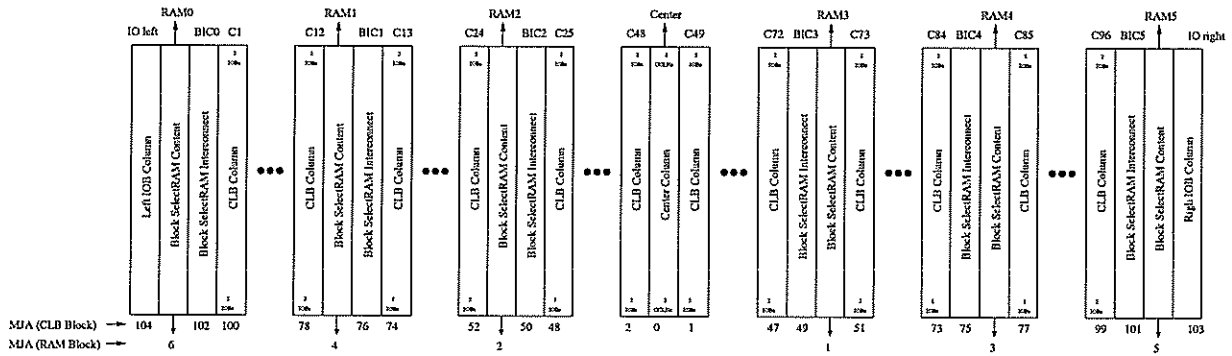 RAM0 RAM1 RAM2 Center RAM3 RAM4 RAM5
IO left BIC0 C1 C12 BIC1 C13 C24 BIC2 C25 C48 C49 C72 BIC3 C73 C84 BIC4 C85 C96 BIC5 IO right
Left IOB Column
Block SelectRAM Content
Block SelectRAM Interconnect
CLB Column
CLB Column
Block SelectRAM Content
Block SelectRAM Interconnect
CLB Column
CLB Column
Block SelectRAM Content
Block SelectRAM Interconnect
CLB Column
CLB Column
Center Column
CLB Column
CLB Column
Block SelectRAM Interconnect
Block SelectRAM Content
CLB Column
CLB Column
Block SelectRAM Interconnect
Block SelectRAM Content
CLB Column
CLB Column
Block SelectRAM Interconnect
Block SelectRAM Content
Righ IOB Column
MJA (CLB Block) 104 102 100 78 76 74 52 50 48 2 0 1 47 49 51 73 75 77 99 101 103
MJA (RAM Block) 6 4 2 1 3 5